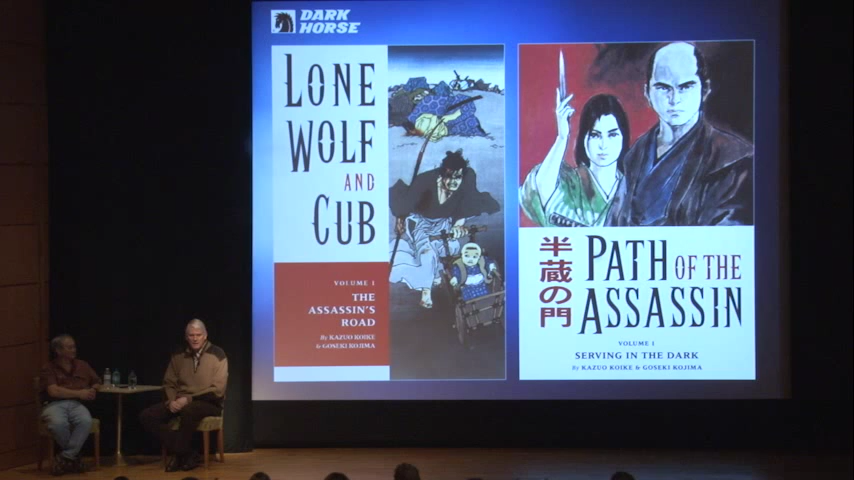 DARK
HORSE
LONE
WOLF
AND
CUB
VOLUME 1
THE
ASSASSIN'S
ROAD
By KAZUO KOIKE
& GOSEKI KOJIMA
半蔵の門
PATH OF THE
ASSASSIN
VOLUME 1
SERVING IN THE DARK
By KAZUO KOIKE & GOSEKI KOJIMA